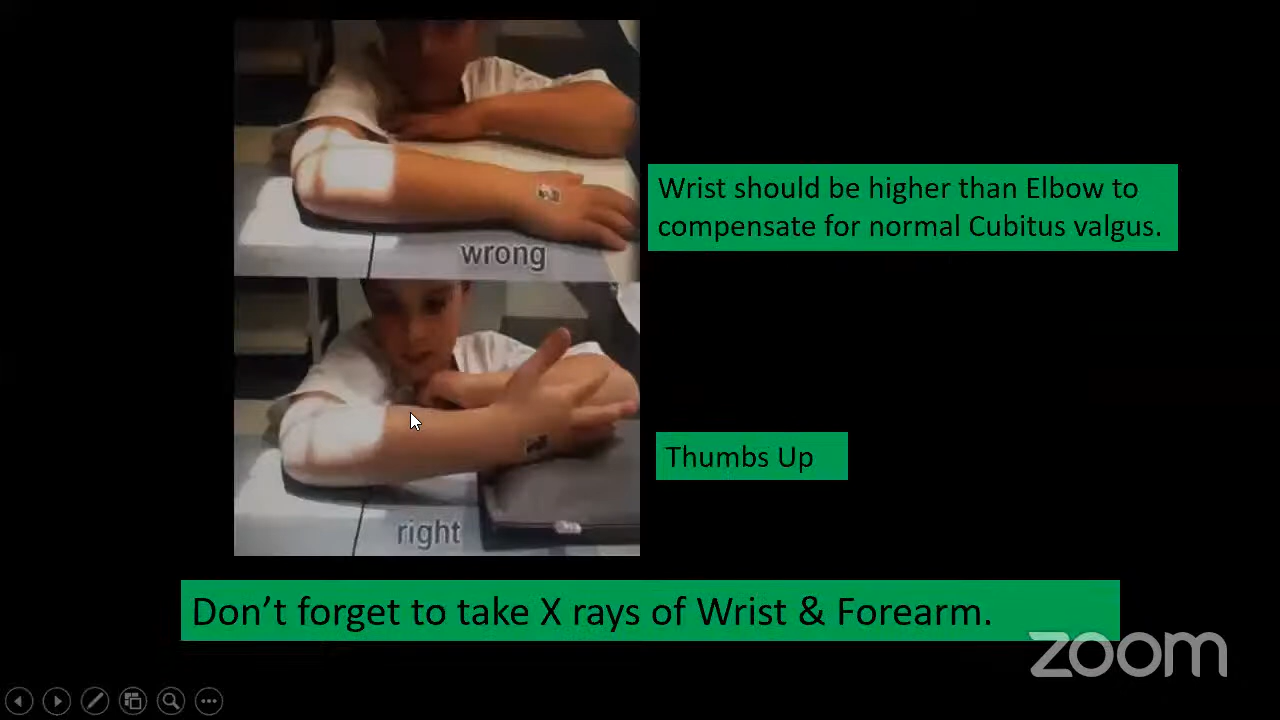 Wrist should be higher than Elbow to
compensate for normal Cubitus valgus.
wrong
Thumbs Up
right
Don’t forget to take X rays of Wrist & Forearm.
zoom